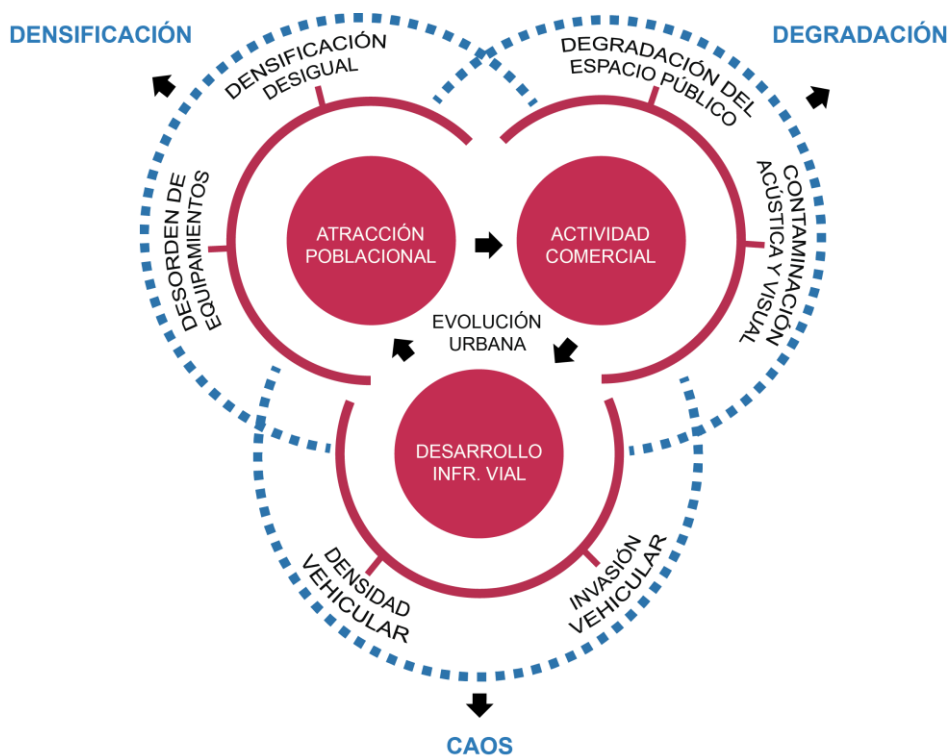 DENSIFICACIÓN
DEGRADACIÓN
DENSIFICACIÓN
DESIGUAL
DEGRADACIÓN DEL
ESPACIO PÚBLICO
DESORDEN DE
EQUIPAMIENTOS
CONTAMINACIÓN
ACÚSTICA Y VISUAL
ATRACCIÓN
POBLACIONAL
ACTIVIDAD
COMERCIAL
EVOLUCIÓN
URBANA
DESARROLLO
INFR. VIAL
DENSIDAD
VEHICULAR
INVASIÓN
VEHICULAR
CAOS